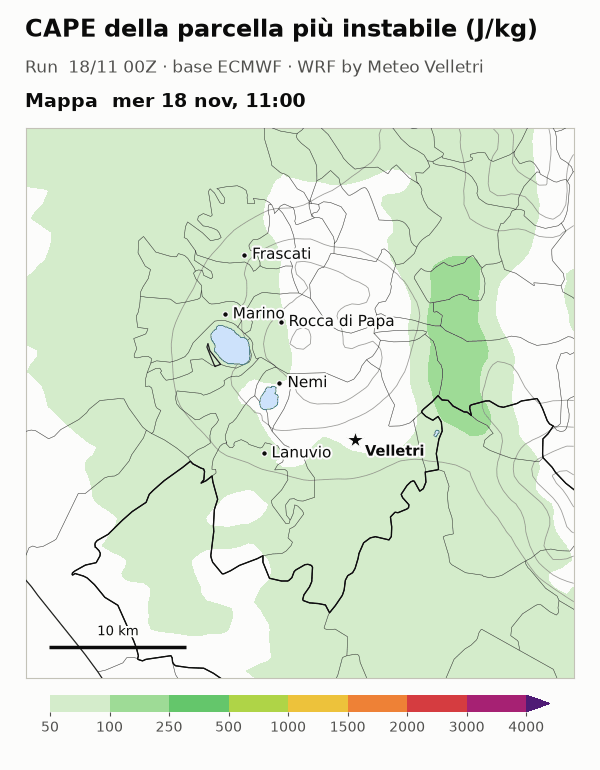 CAPE della parcella più instabile (J/kg)
Run  18/11 00Z · base ECMWF · WRF by Meteo Velletri
Mappa  mer 18 nov, 11:00
Frascati
Marino
Rocca di Papa
Nemi
Velletri
Lanuvio
10 km
50 100 250 500 1000 1500 2000 3000 4000